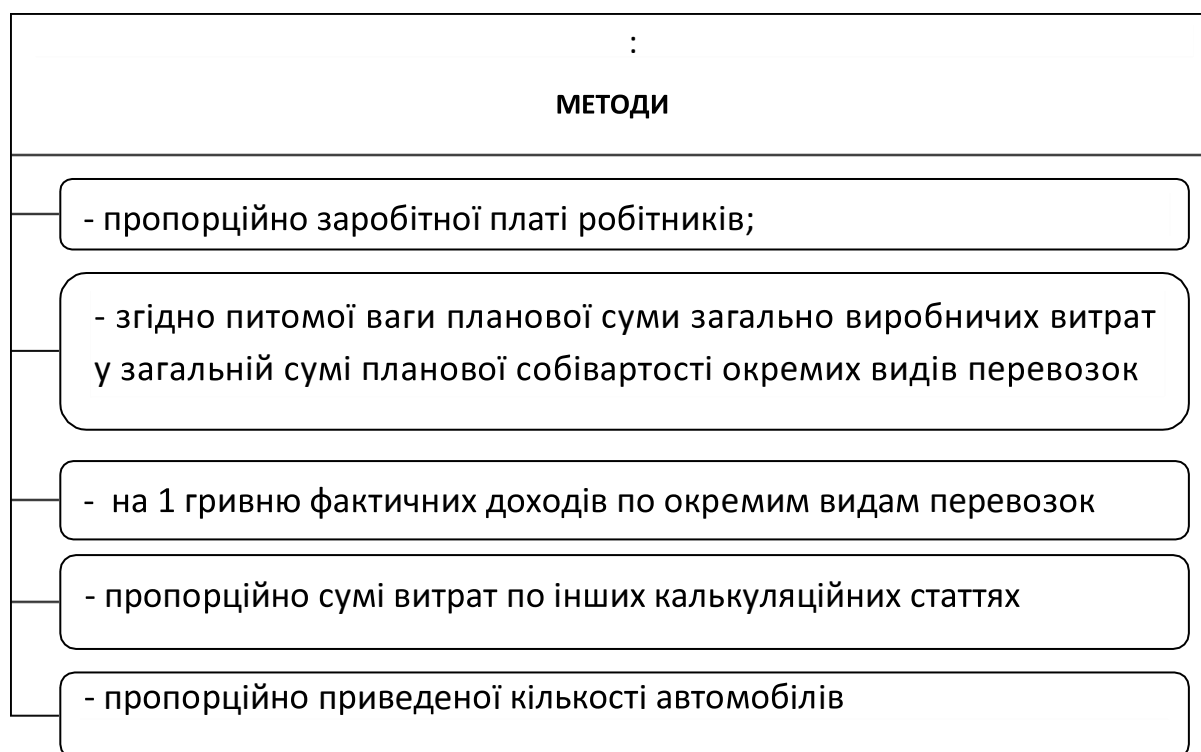 :
МЕТОДИ
- пропорційно заробітної платі робітників;
- згідно питомої ваги планової суми загально виробничих витрат
у загальній сумі планової собівартості окремих видів перевозок
- на 1 гривню фактичних доходів по окремим видам перевозок
- пропорційно сумі витрат по інших калькуляційних статтях
- пропорційно приведеної кількості автомобілів